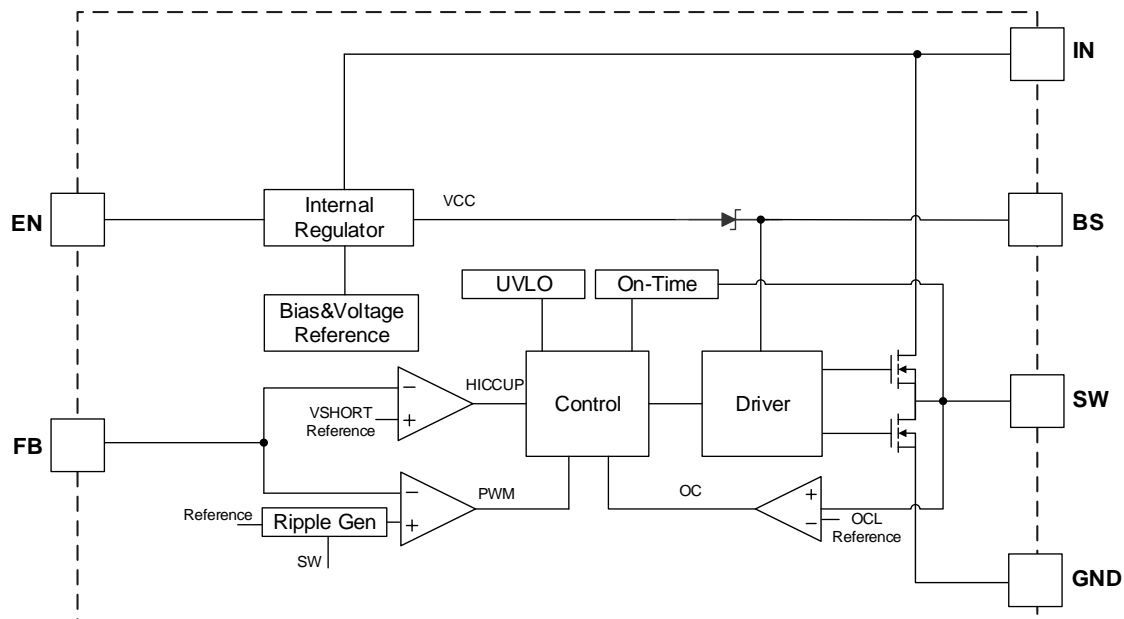 IN
EN
Internal
Regulator
VCC
BS
UVLO
On-Time
Bias&Voltage
Reference
HICCUP
−
VSHORT
Reference
+
Control
Driver
SW
FB
−
PWM
OC
+
Reference
Ripple Gen
+
−
OCL
Reference
SW
GND